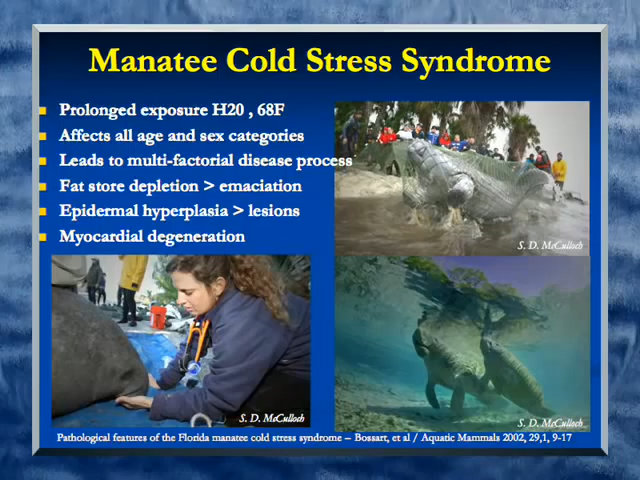 Manatee Cold Stress Syndrome
Prolonged exposure H20 , 68F
Affects all age and sex categories
Leads to multi-factorial disease process
Fat store depletion > emaciation
Epidermal hyperplasia > lesions
Myocardial degeneration
S. D. McCulloch
S. D. McCulloch
S. D. McCulloch
Pathological features of the Florida manatee cold stress syndrome – Bossart, et al / Aquatic Mammals 2002, 29,1, 9-17